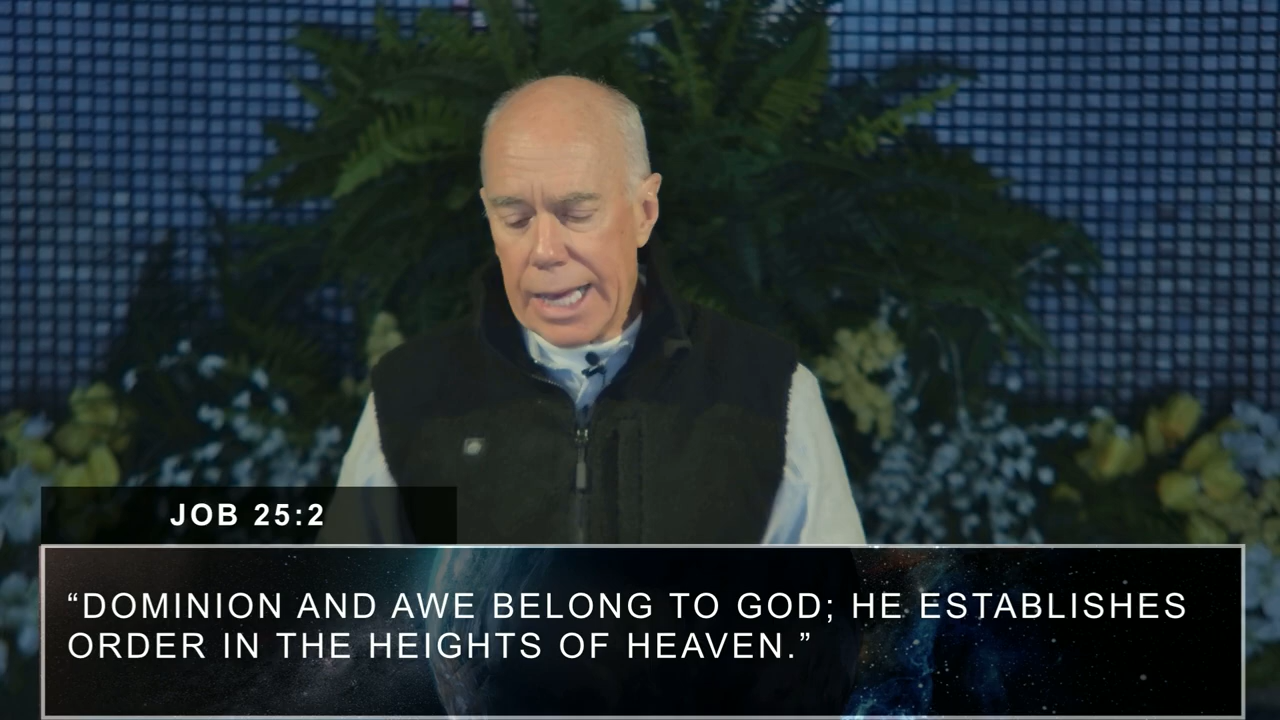 JOB 25:2
“DOMINION AND AWE BELONG TO GOD; HE ESTABLISHES
ORDER IN THE HEIGHTS OF HEAVEN.”